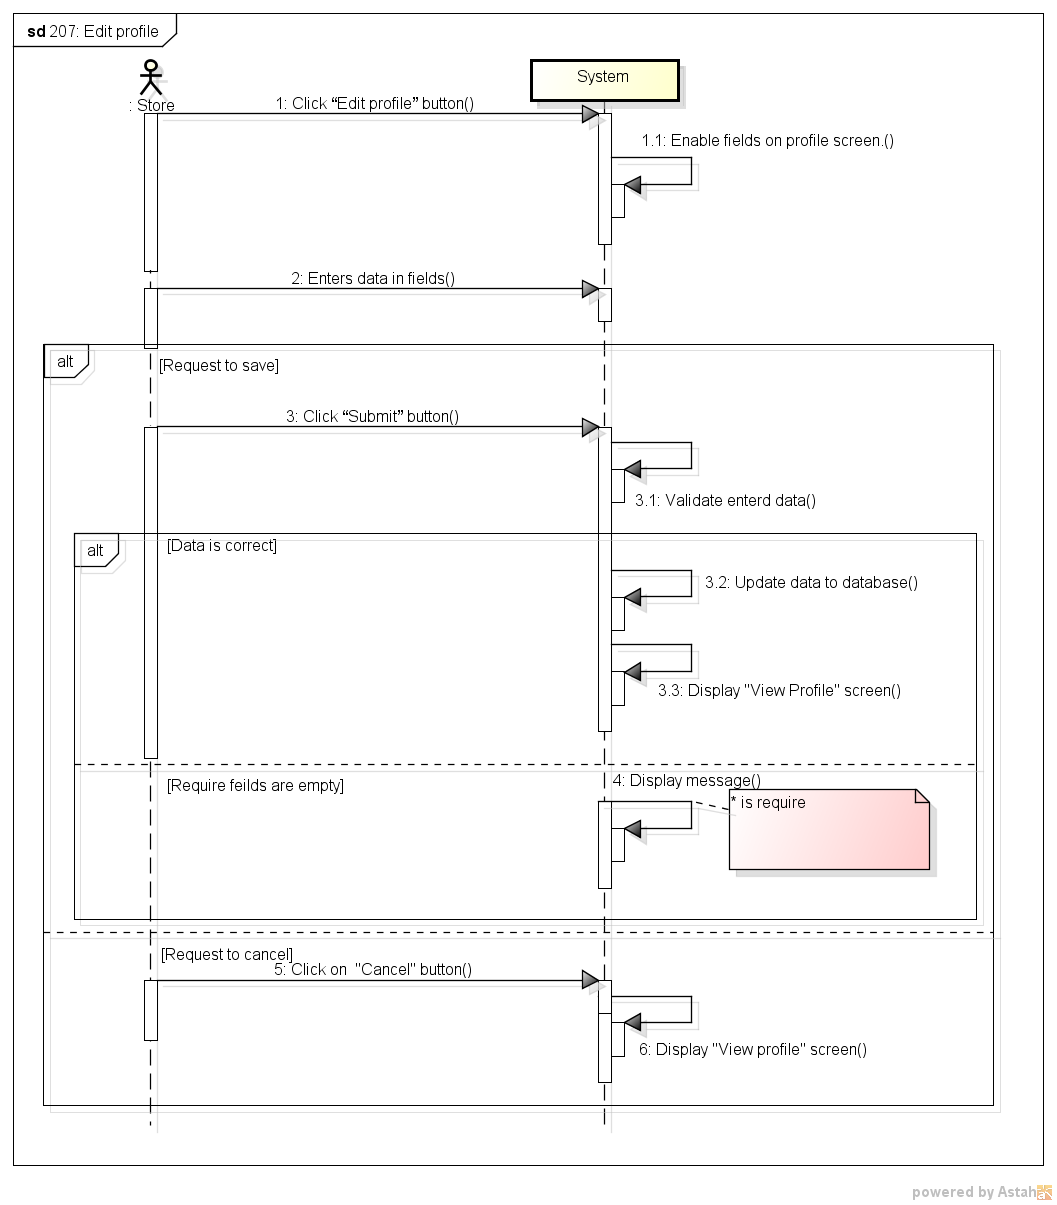 sd 207: Edit profile
: Store
System
1: Click “Edit profile” button()
1.1: Enable fields on profile screen.()
2: Enters data in fields()
alt
[Request to save]
3: Click “Submit” button()
3.1: Validate enterd data()
alt
[Data is correct]
3.2: Update data to database()
3.3: Display "View Profile" screen()
[Require feilds are empty]
4: Display message()
* is require
[Request to cancel]
5: Click on  "Cancel" button()
6: Display "View profile" screen()
powered by Astah